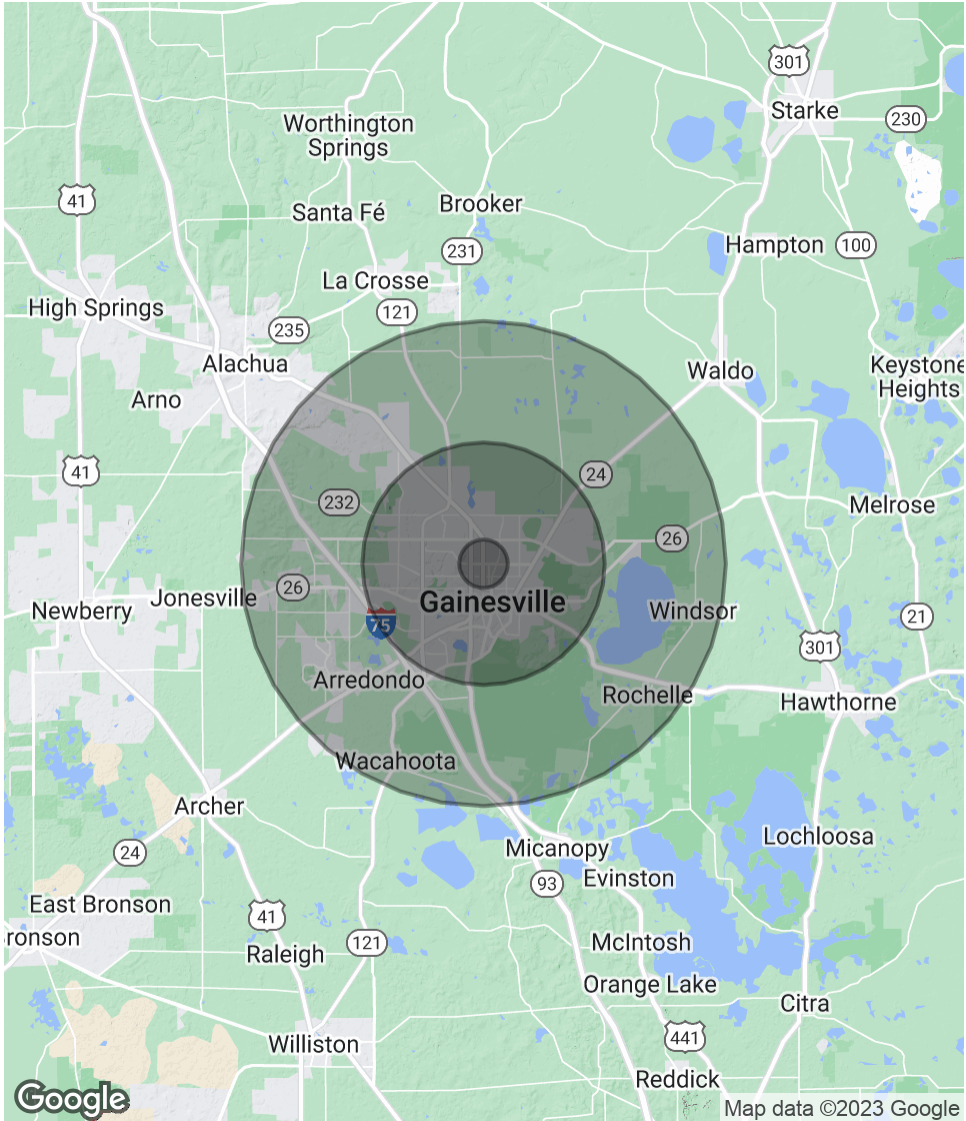 301
Starke
230
Worthington
Springs
41
Santa Fé
Brooker
231
Hampton
100
La Crosse
High Springs
121
235
Alachua
Waldo
Keystone
Heights
Arno
41
24
232
Melrose
26
26
Jonesville
Newberry
Gainesville
Windsor
75
21
301
Arredondo
Rochelle
Hawthorne
Wacahoota
Archer
Lochloosa
24
Micanopy
93
Evinston
East Bronson
41
ronson
121
McIntosh
Raleigh
Orange Lake
Citra
Williston
441
Reddick
Google
Map data ©2023 Google